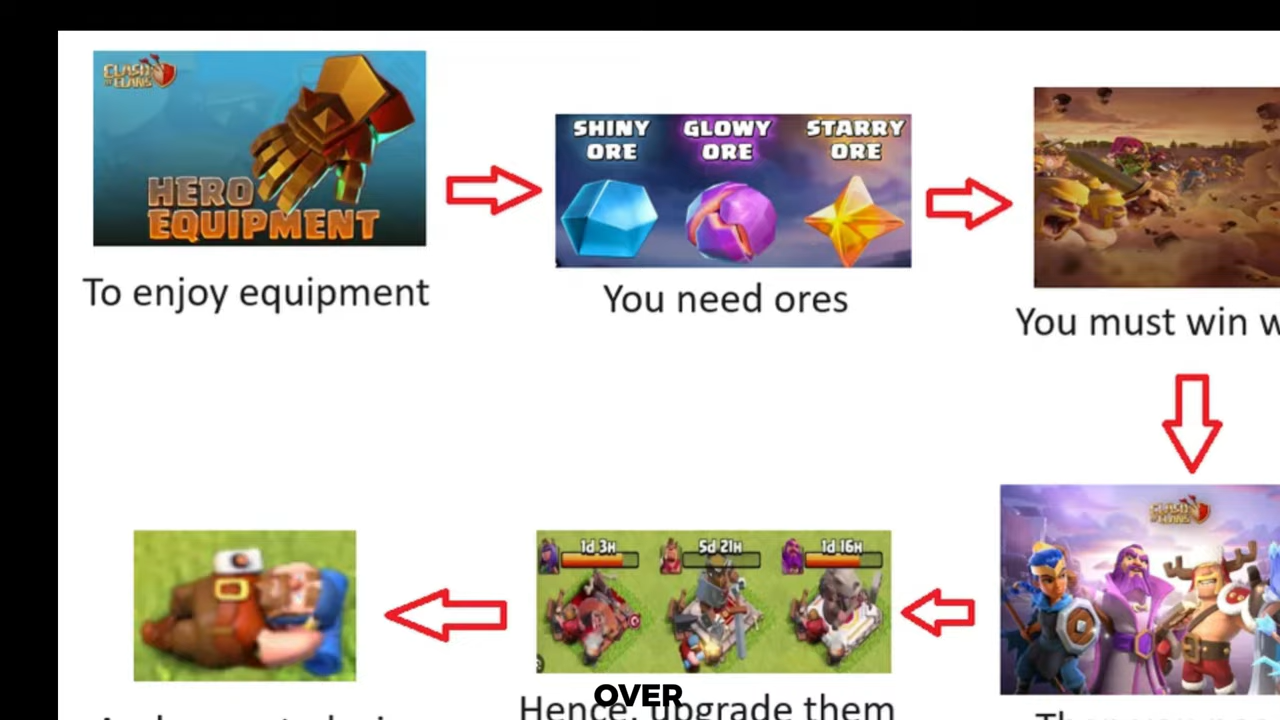 CLASH OF CLANS
HERO
EQUIPMENT
To enjoy equipment
SHINY ORE
GLOWY ORE
STARRY ORE
You need ores
You must win
CLASH OF CLANS
1d 3H
5d 21H
1d 16H
Hence, upgrade them
OVER